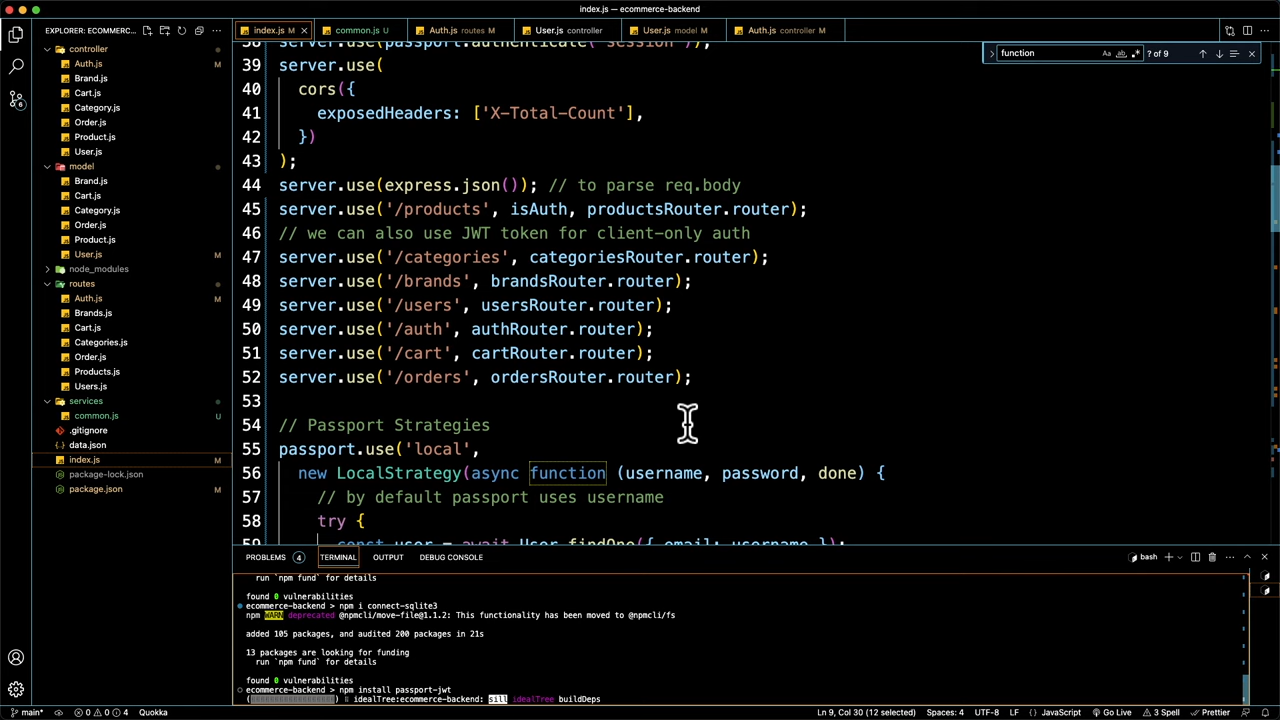 index.js — ecommerce-backend
EXPLORER: ECOMMERC...
controller
Auth.js M
Brand.js
Cart.js
Category.js
Order.js
Product.js
User.js
model
Brand.js
Cart.js
Category.js
Order.js
Product.js
User.js M
node_modules
routes
Auth.js M
Brands.js
Cart.js
Categories.js
Order.js
Products.js
Users.js
services
common.js U
.gitignore
data.json
index.js M
package-lock.json
package.json M
index.js M
common.js U
Auth.js routes M
User.js controller
User.js model M
Auth.js controller M
function
Aa ab .* ? of 9
38 server.use(passport.authenticate('session'));
39 server.use(
40 cors({
41 exposedHeaders: ['X-Total-Count'],
42 })
43 );
44 server.use(express.json()); // to parse req.body
45 server.use('/products', isAuth, productsRouter.router);
46 // we can also use JWT token for client-only auth
47 server.use('/categories', categoriesRouter.router);
48 server.use('/brands', brandsRouter.router);
49 server.use('/users', usersRouter.router);
50 server.use('/auth', authRouter.router);
51 server.use('/cart', cartRouter.router);
52 server.use('/orders', ordersRouter.router);
53
54 // Passport Strategies
55 passport.use('local',
56 new LocalStrategy(async function (username, password, done) {
57 // by default passport uses username
58 try {
59 const user = await User.findOne({ email: username });
PROBLEMS 4 TERMINAL OUTPUT DEBUG CONSOLE
bash
run `npm fund` for details
found 0 vulnerabilities
ecommerce-backend > npm i connect-sqlite3
npm WARN deprecated @npmcli/move-file@1.1.2: This functionality has been moved to @npmcli/fs
added 105 packages, and audited 200 packages in 21s
13 packages are looking for funding
run `npm fund` for details
found 0 vulnerabilities
ecommerce-backend > npm install passport-jwt
idealTree:ecommerce-backend: sill idealTree buildDeps
main* 0 0 4 Quokka
Ln 9, Col 30 (12 selected) Spaces: 4 UTF-8 LF JavaScript Go Live 3 Spell Prettier